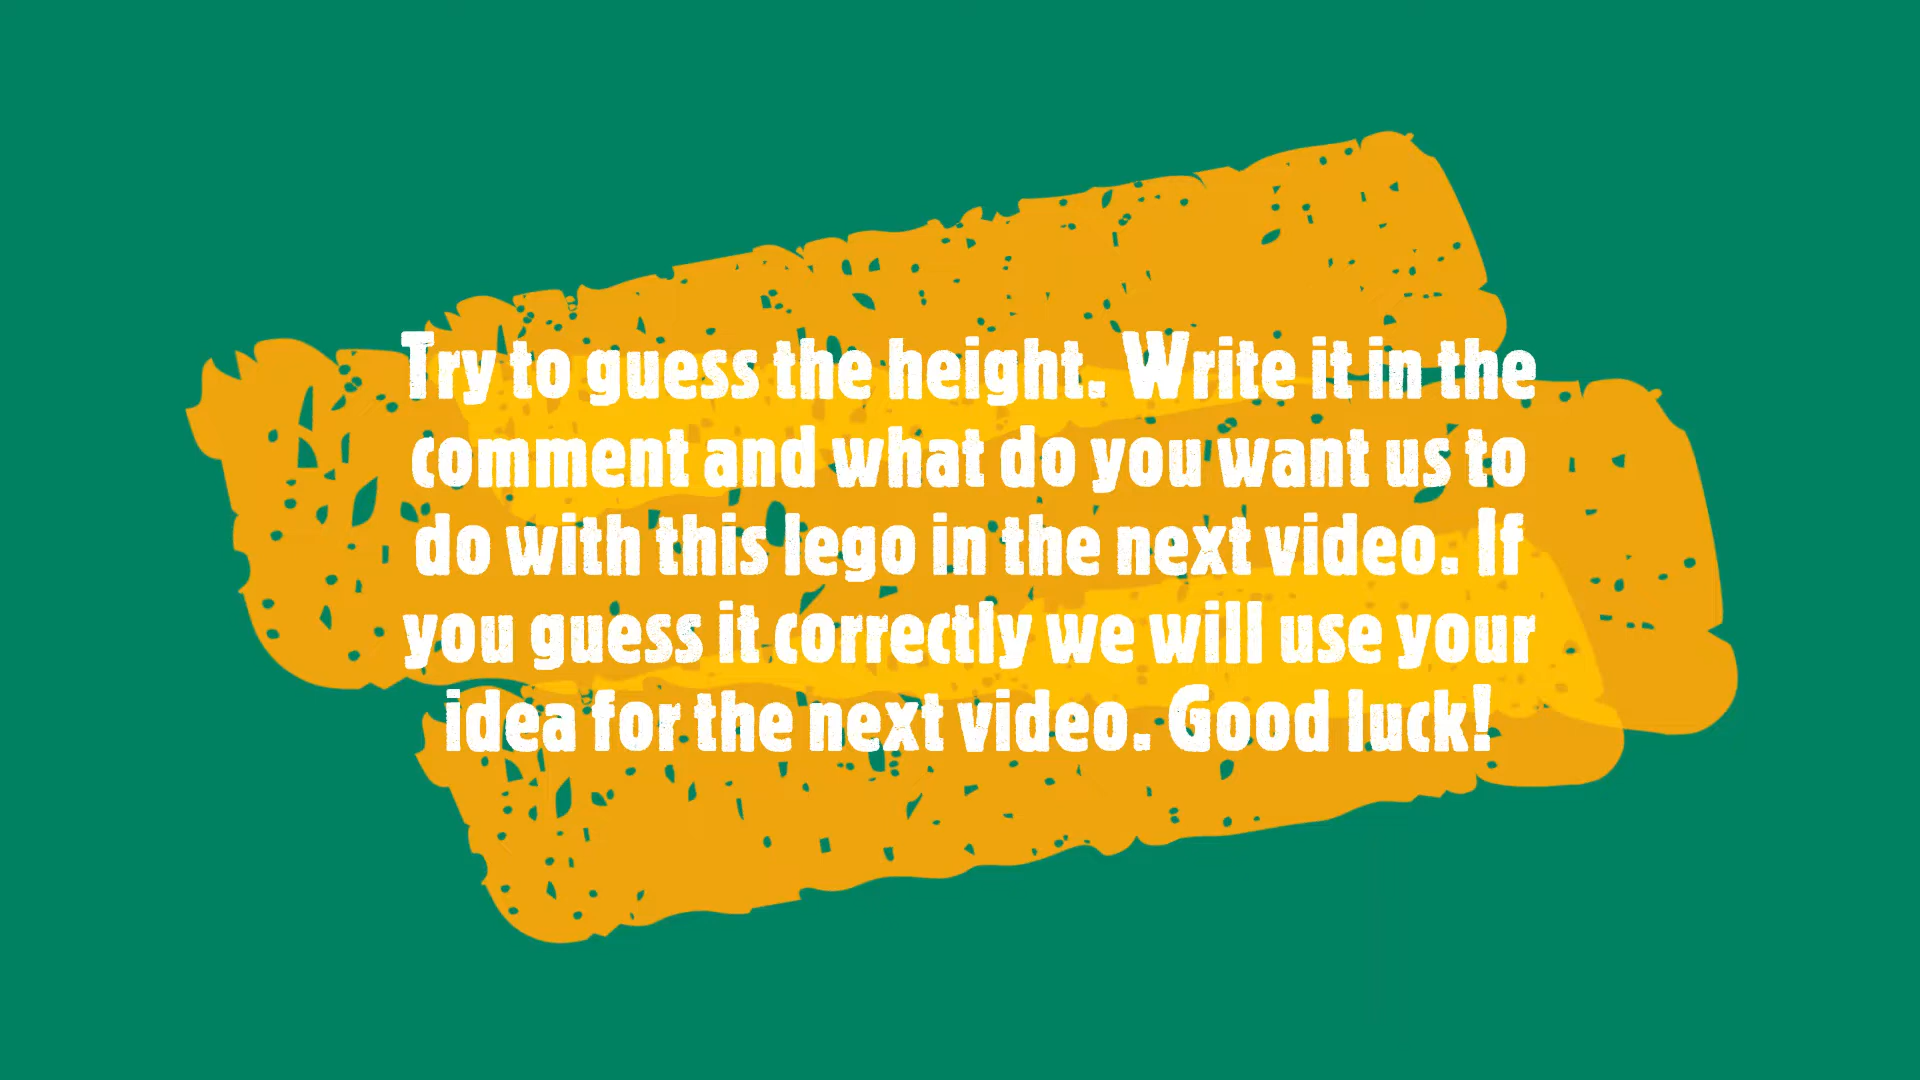 Try to guess the height. Write it in the
comment and what do you want us to
do with this lego in the next video. If
you guess it correctly we will use your
idea for the next video. Good luck!